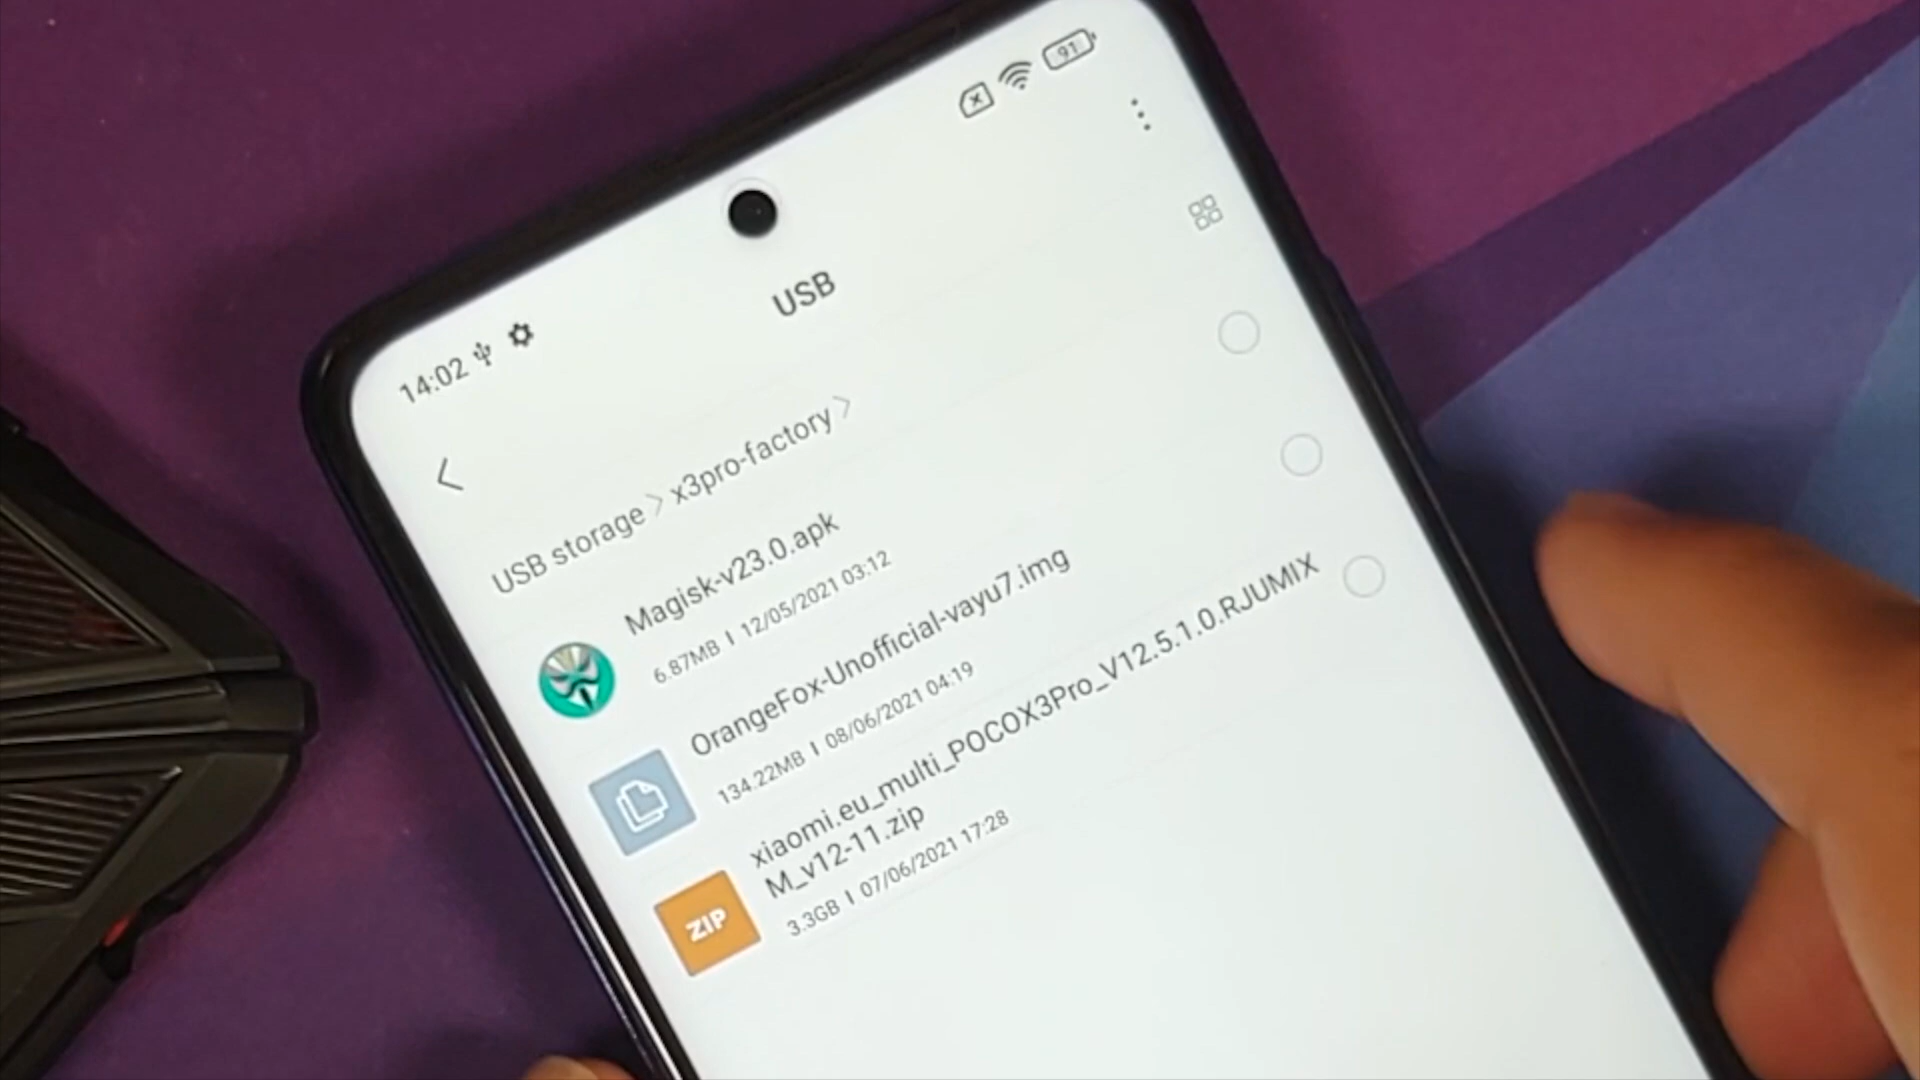 14:02
91
USB
USB storage > x3pro-factory >
Magisk-v23.0.apk
6.87MB | 12/05/2021 03:12
OrangeFox-Unofficial-vayu7.img
134.22MB | 08/06/2021 04:19
xiaomi.eu_multi_POCOX3Pro_V12.5.1.0.RJUMIX
M_v12-11.zip
3.3GB | 07/06/2021 17:28
ZIP